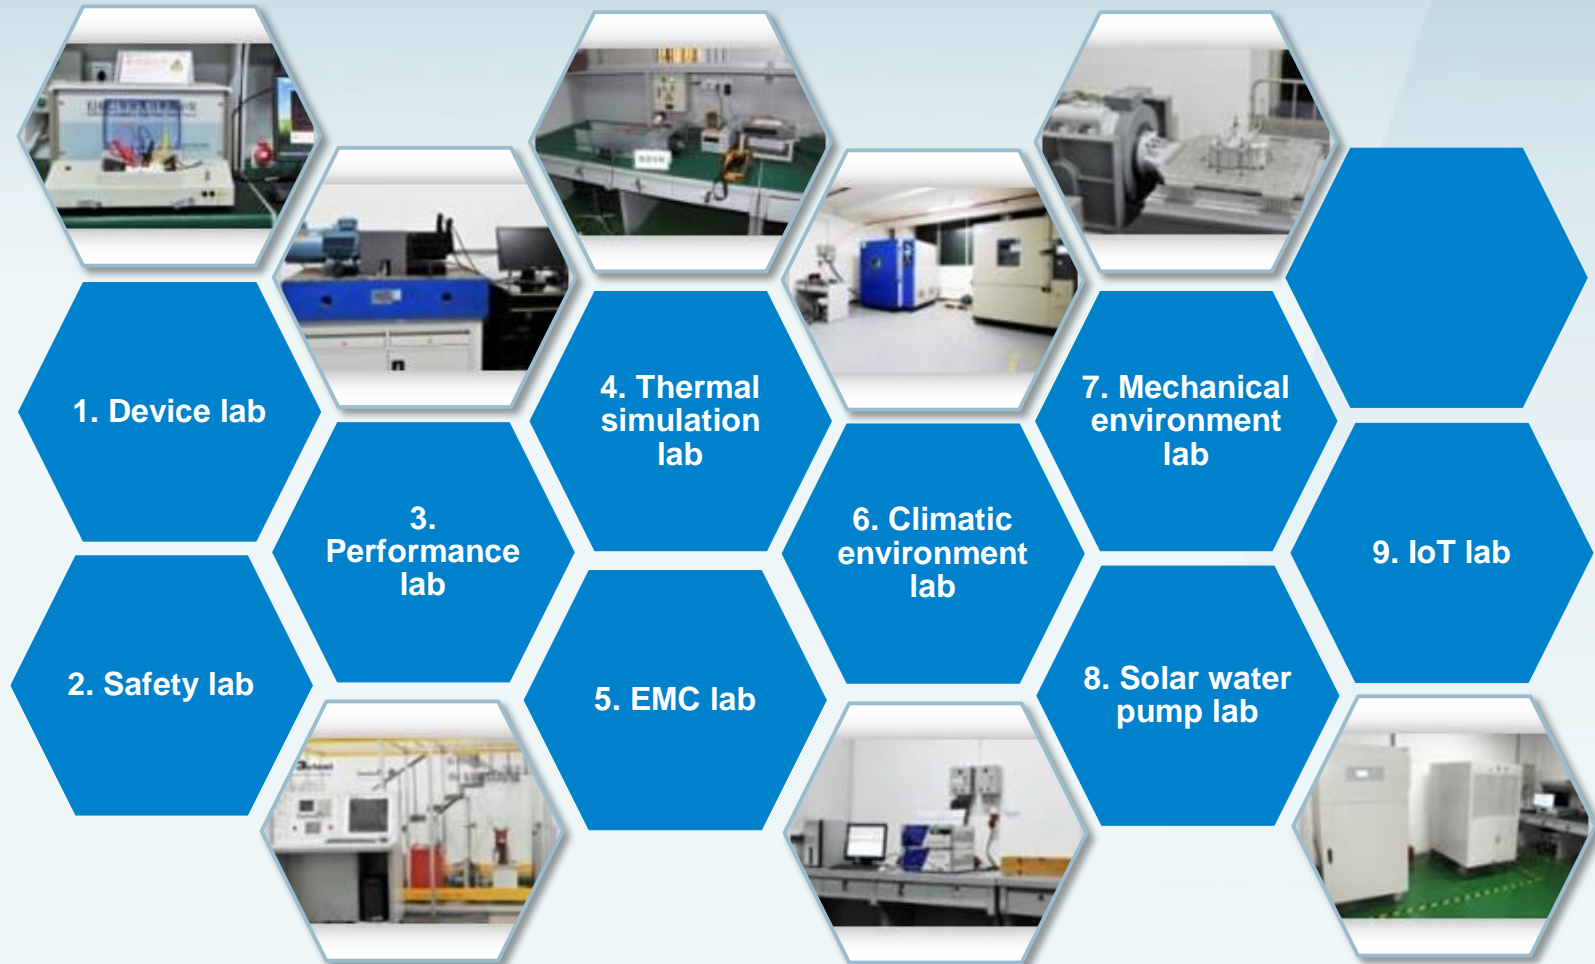 1. Device lab
2. Safety lab
3.
Performance
lab
4. Thermal
simulation
lab
5. EMC lab
6. Climatic
environment
lab
7. Mechanical
environment
lab
8. Solar water
pump lab
9. IoT lab